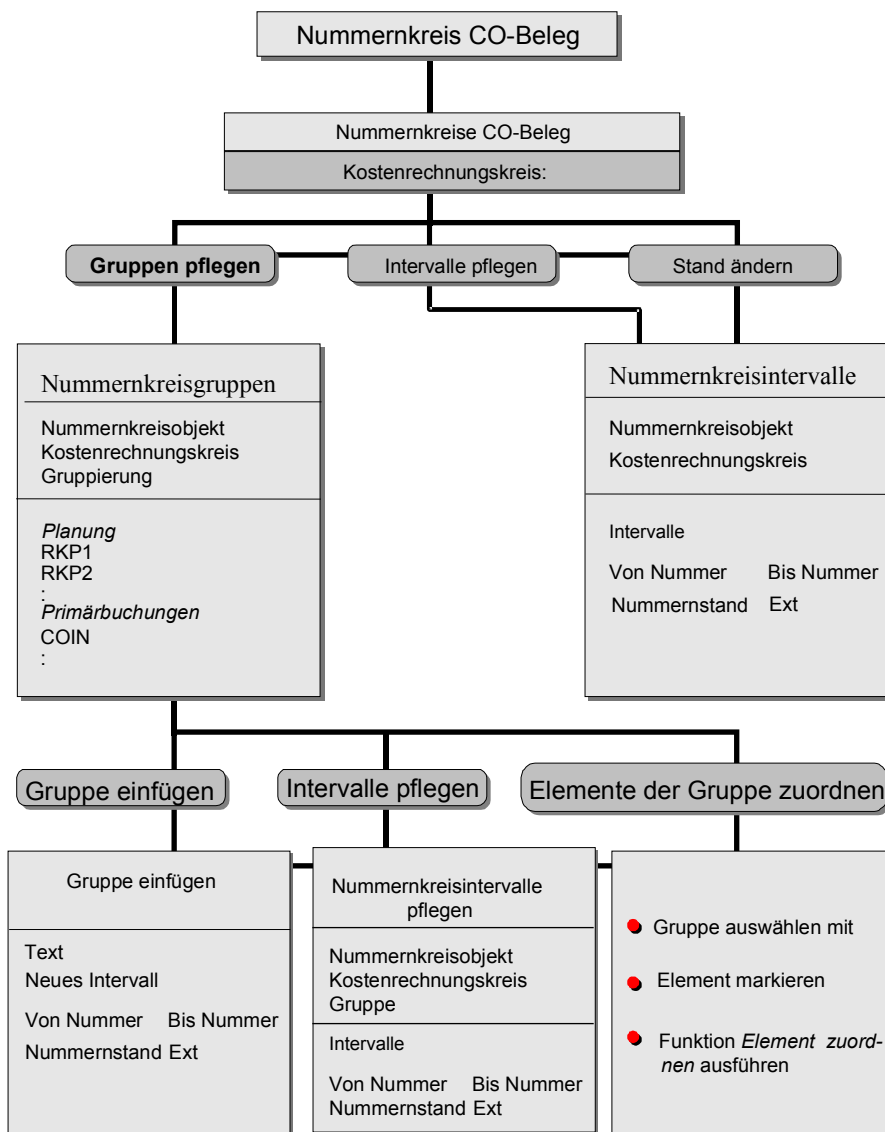 Nummernkreis CO-Beleg
Nummernkreise CO-Beleg
Kostenrechnungskreis:
Gruppen pflegen
Intervalle pflegen
Stand ändern
Nummernkreisgruppen
Nummernkreisobjekt
Kostenrechnungskreis
Gruppierung
Planung
RKP1
RKP2
:
Primärbuchungen
COIN
:
Nummernkreisintervalle
Nummernkreisobjekt
Kostenrechnungskreis
Intervalle
Von Nummer Bis Nummer
Nummernstand Ext
Gruppe einfügen
Intervalle pflegen
Elemente der Gruppe zuordnen
Gruppe einfügen
Text
Neues Intervall
Von Nummer Bis Nummer
Nummernstand Ext
Nummernkreisintervalle
pflegen
Nummernkreisobjekt
Kostenrechnungskreis
Gruppe
Intervalle
Von Nummer Bis Nummer
Nummernstand Ext
Gruppe auswählen mit
Element markieren
Funktion Element zuord-
nen ausführen